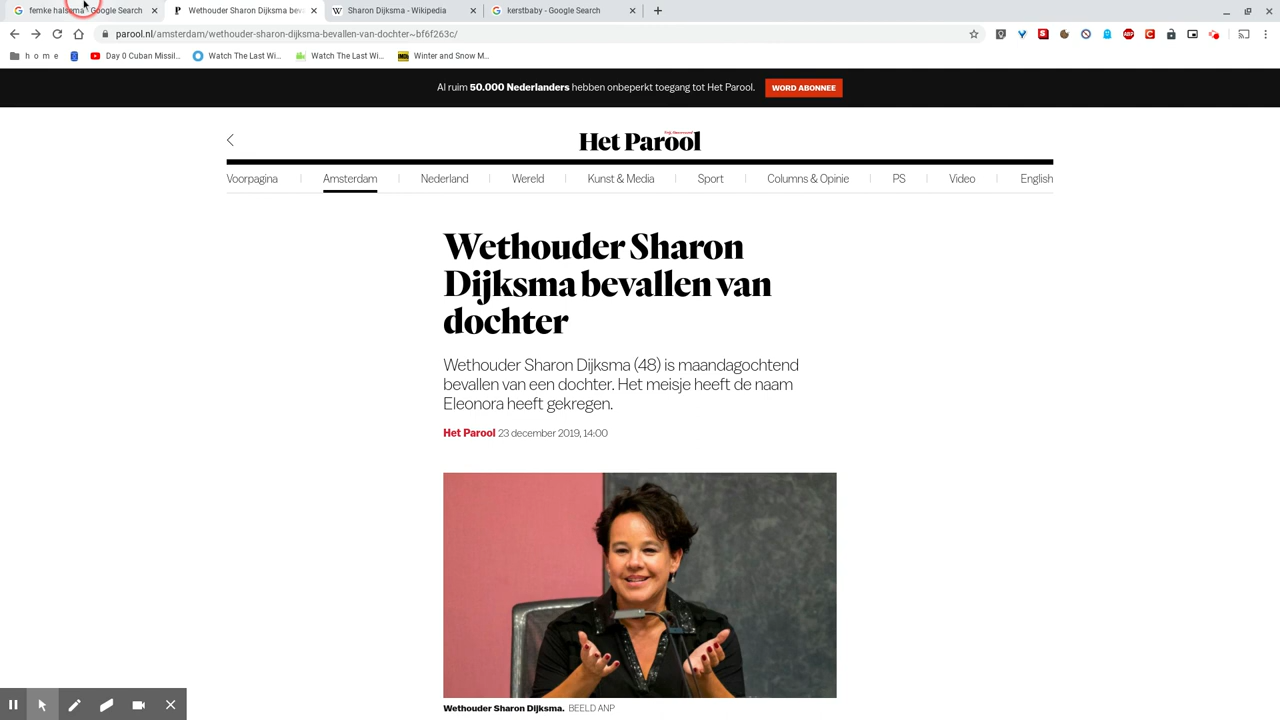 femke halsema - Google Search
Wethouder Sharon Dijksma bev
Sharon Dijksma - Wikipedia
kerstbaby - Google Search
parool.nl/amsterdam/wethouder-sharon-dijksma-bevallen-van-dochter~bf6f263c/
h o m e
Day 0 Cuban Missil...
Watch The Last Wi...
Watch The Last Wi...
Winter and Snow M...
Al ruim 50.000 Nederlanders hebben onbeperkt toegang tot Het Parool.
WORD ABONNEE
Het Parool
Voorpagina
Amsterdam
Nederland
Wereld
Kunst & Media
Sport
Columns & Opinie
PS
Video
English
Wethouder Sharon
Dijksma bevallen van
dochter
Wethouder Sharon Dijksma (48) is maandagochtend
bevallen van een dochter. Het meisje heeft de naam
Eleonora heeft gekregen.
Het Parool 23 december 2019, 14:00
Wethouder Sharon Dijksma. BEELD ANP